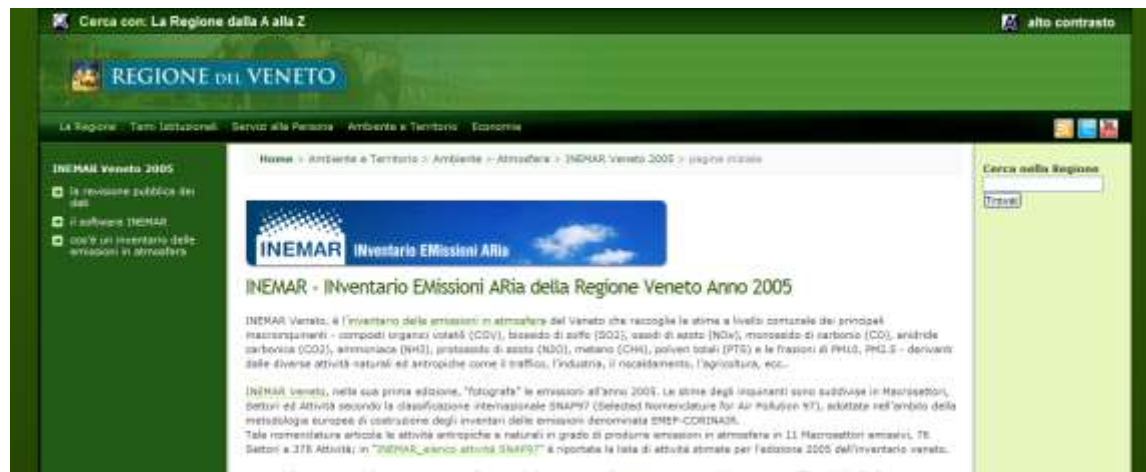 Cerca con: La Regione dalla A alla Z
alto contrasto
REGIONE DEL VENETO
La Regione Temi Istituzionali Servizi alla Persona Ambiente e Territorio Economia
INEMAR Veneto 2005
la revisione pubblica dei
dati
il software INEMAR
cos'è un inventario delle
emissioni in atmosfera
Home > Ambiente e Territorio > Ambiente > Atmosfera > INEMAR Veneto 2005 > pagina iniziale
Cerca nella Regione
Trova!
INEMAR INventario EMissioni ARia
INEMAR - INventario EMissioni ARia della Regione Veneto Anno 2005
INEMAR Veneto, è l'inventario delle emissioni in atmosfera del Veneto che raccoglie le stime a livello comunale dei principali
macroinquinanti - composti organici volatili (COV), biossido di zolfo (SO2), ossidi di azoto (NOx), monossido di carbonio (CO), anidride
carbonica (CO2), ammoniaca (NH3), protossido di azoto (N2O), metano (CH4), polveri totali (PTS) e le frazioni di PM10, PM2.5 - derivanti
dalle diverse attività naturali ed antropiche come il traffico, l'industria, il riscaldamento, l'agricoltura, ecc..
INEMAR Veneto, nella sua prima edizione, "fotografa" le emissioni all'anno 2005. Le stime degli inquinanti sono suddivise in Macrosettori,
Settori ed Attività secondo la classificazione internazionale SNAP97 (Selected Nomenclature for Air Pollution 97), adottate nell'ambito della
metodologia europea di costruzione degli inventari delle emissioni denominata EMEP-CORINAIR.
Tale nomenclatura articola le attività antropiche e naturali in grado di produrre emissioni in atmosfera in 11 Macrosettori emissivi, 76
Settori e 378 Attività; in "INEMAR_elenco attività SNAP97" è riportata la lista di attività stimate per l'edizione 2005 dell'inventario veneto.